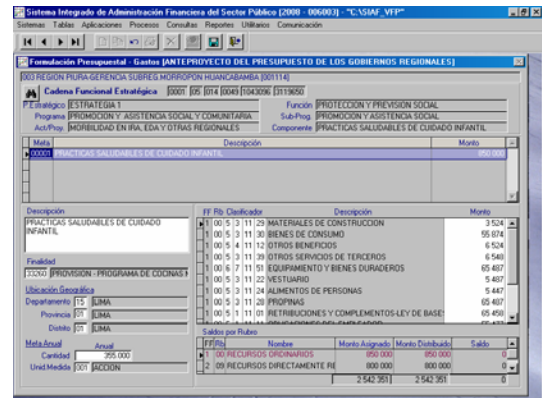 Sistema Integrado de Administración Financiera del Sector Público [2000 - 006003] - "C:\SIAF_VFP"
Sistemas Tablas Aplicaciones Procesos Consultas Reportes Utilitarios Comunicación
Formulación Presupuestal - Gastos [ANTEPROYECTO DEL PRESUPUESTO DE LOS GOBIERNOS REGIONALES]
003 REGION PIURA-GERENCIA SUBREG.MORROPON HUANCABAMBA [001114]
Cadena Funcional Estratégica 0001 05 014 0049 1043096 3119650
P.Estratégico ESTRATEGIA 1 Función PROTECCIÓN Y PREVISION SOCIAL
Programa PROMOCION Y ASISTENCIA SOCIAL Y COMUNITARIA Sub-Prog. PROMOCION Y ASISTENCIA SOCIAL
Act/Proy. MORBILIDAD EN IRA, EDA Y OTRAS REGIONALES Componente PRACTICAS SALUDABLES DE CUIDADO INFANTIL
Meta Descripción Monto
00001 PRACTICAS SALUDABLES DE CUIDADO INFANTIL 850 000
Descripción
PRACTICAS SALUDABLES DE CUIDADO
INFANTIL
Finalidad
33260 PROVISION - PROGRAMA DE COCINAS
Ubicación Geográfica
Departamento 15 LIMA
Provincia 01 LIMA
Distrito 01 LIMA
Meta Anual Anual
Cantidad 355.000
Unid.Medida 001 ACCION
FF Rb Clasificador Descripción Monto
1 00 5 3 11 29 MATERIALES DE CONSTRUCCION 3 524
1 00 5 3 11 30 BIENES DE CONSUMO 55 874
1 00 5 4 11 12 OTROS BENEFICIOS 6 524
1 00 5 3 11 39 OTROS SERVICIOS DE TERCEROS 6 548
1 00 6 7 11 51 EQUIPAMIENTO Y BIENES DURADEROS 65 487
1 00 5 3 11 22 VESTUARIO 5 487
1 00 5 3 11 24 ALIMENTOS DE PERSONAS 5 447
1 00 5 3 11 28 PROPINAS 65 487
1 00 5 1 11 01 RETRIBUCIONES Y COMPLEMENTOS-LEY DE BASE 65 458
Saldos por Rubro
FF Rb Nombre Monto Asignado Monto Distribuido Saldo
1 00 RECURSOS ORDINARIOS 850 000 850 000 0
2 09 RECURSOS DIRECTAMENTE RE 800 000 800 000 0
2 542 351 2 542 351 0